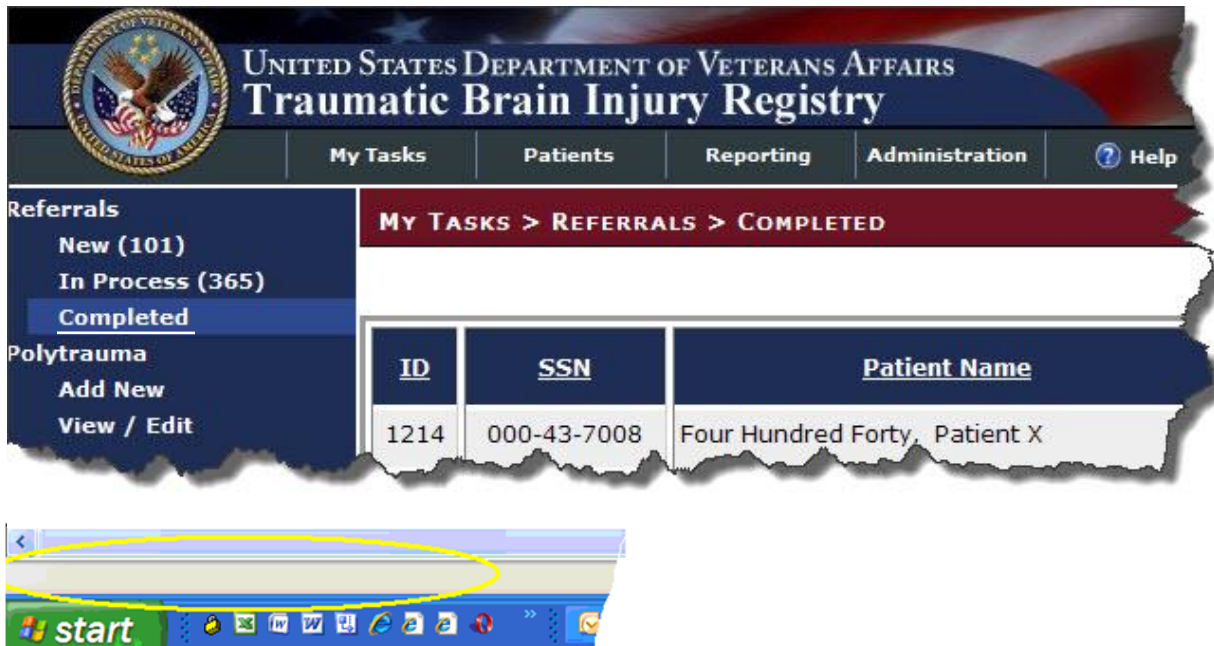 UNITED STATES DEPARTMENT OF VETERANS AFFAIRS
Traumatic Brain Injury Registry
My Tasks Patients Reporting Administration ? Help
Referrals
New (101)
In Process (365)
Completed
Polytrauma
Add New
View / Edit
MY TASKS > REFERRALS > COMPLETED
ID SSN Patient Name
1214 000-43-7008 Four Hundred Forty, Patient X
start